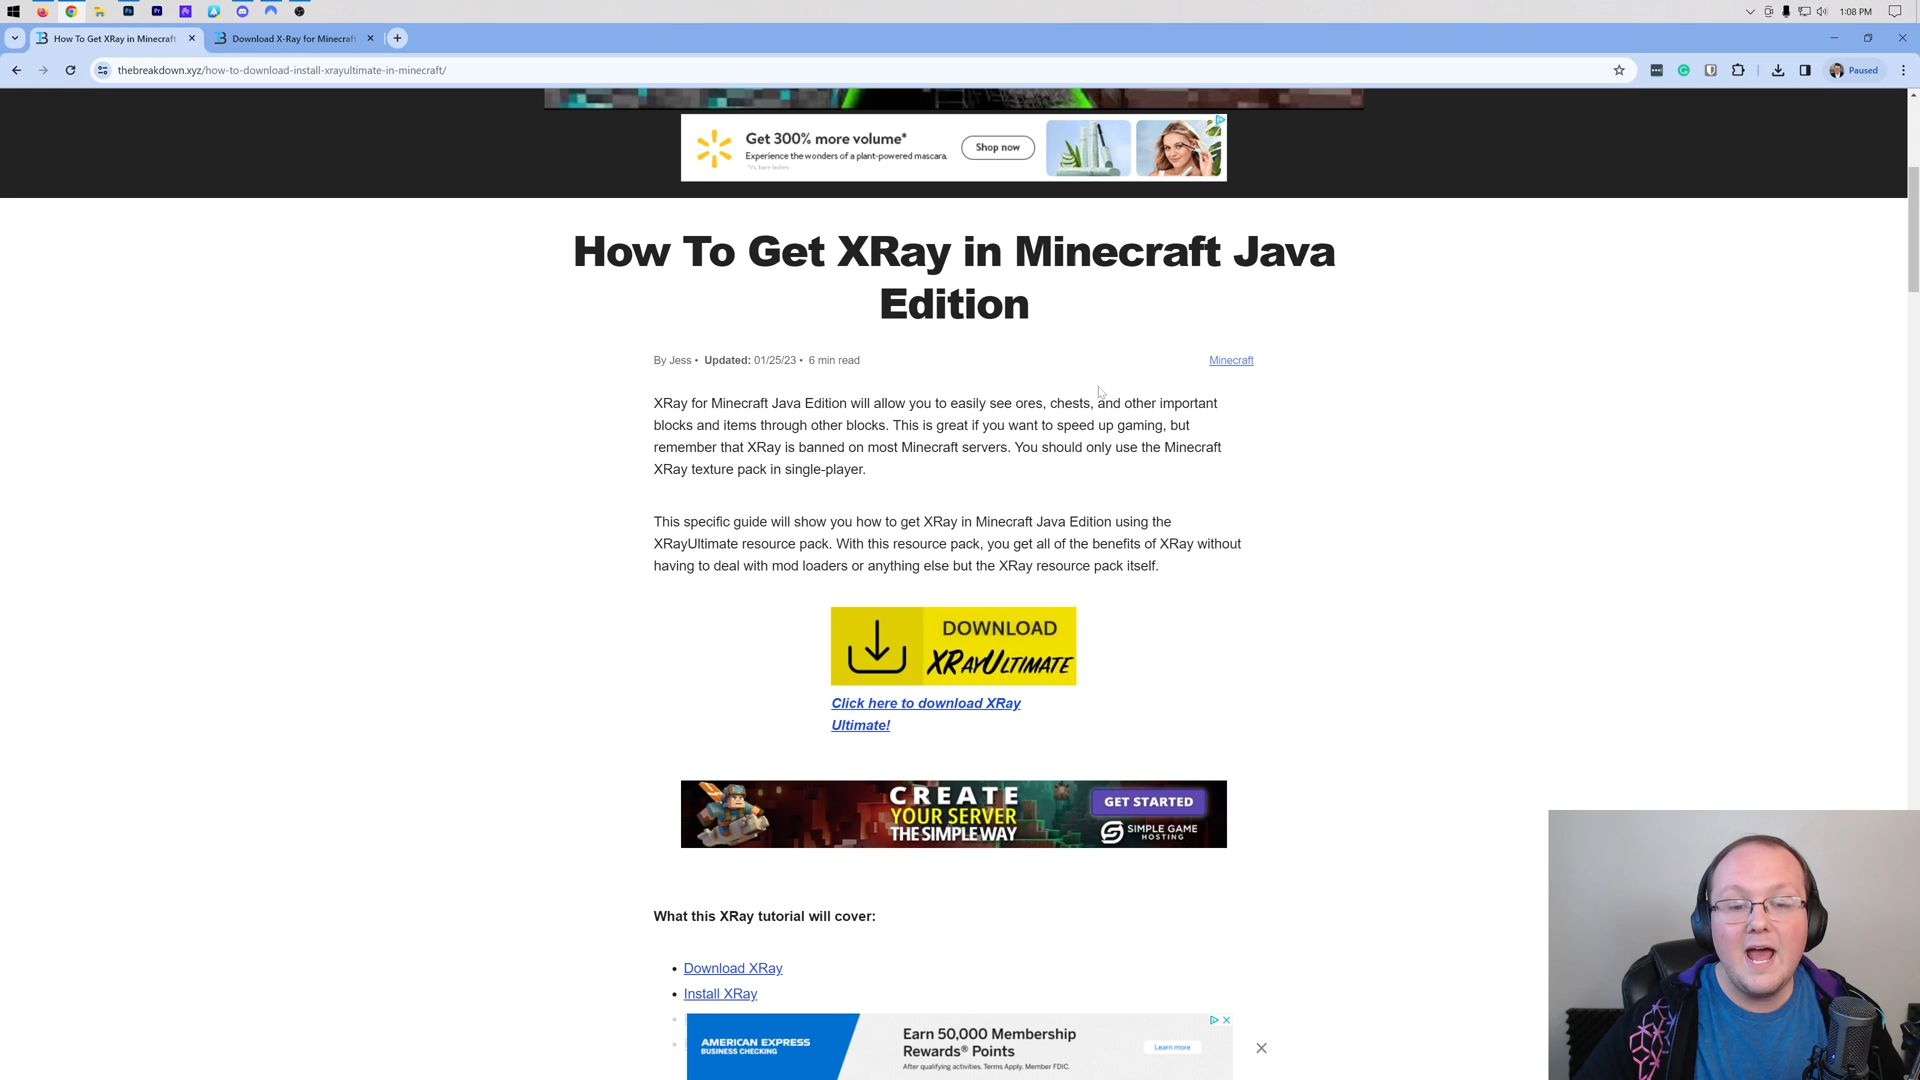 1:08 PM
How To Get XRay in Minecraft
Download X-Ray for Minecraft
thebreakdown.xyz/how-to-download-install-xrayultimate-in-minecraft/
Paused
Get 300% more volume*
Experience the wonders of a plant-powered mascara.
*Vs. bare lashes
Shop now
How To Get XRay in Minecraft Java
Edition
By Jess • Updated: 01/25/23 • 6 min read
Minecraft
XRay for Minecraft Java Edition will allow you to easily see ores, chests, and other important
blocks and items through other blocks. This is great if you want to speed up gaming, but
remember that XRay is banned on most Minecraft servers. You should only use the Minecraft
XRay texture pack in single-player.
This specific guide will show you how to get XRay in Minecraft Java Edition using the
XRayUltimate resource pack. With this resource pack, you get all of the benefits of XRay without
having to deal with mod loaders or anything else but the XRay resource pack itself.
DOWNLOAD
XRAYULTIMATE
Click here to download XRay
Ultimate!
CREATE
YOUR SERVER
THE SIMPLE WAY
GET STARTED
SIMPLE GAME
HOSTING
What this XRay tutorial will cover:
• Download XRay
• Install XRay
AMERICAN EXPRESS
BUSINESS CHECKING
Earn 50,000 Membership
Rewards® Points
After qualifying activities. Terms Apply. Member FDIC.
Learn more